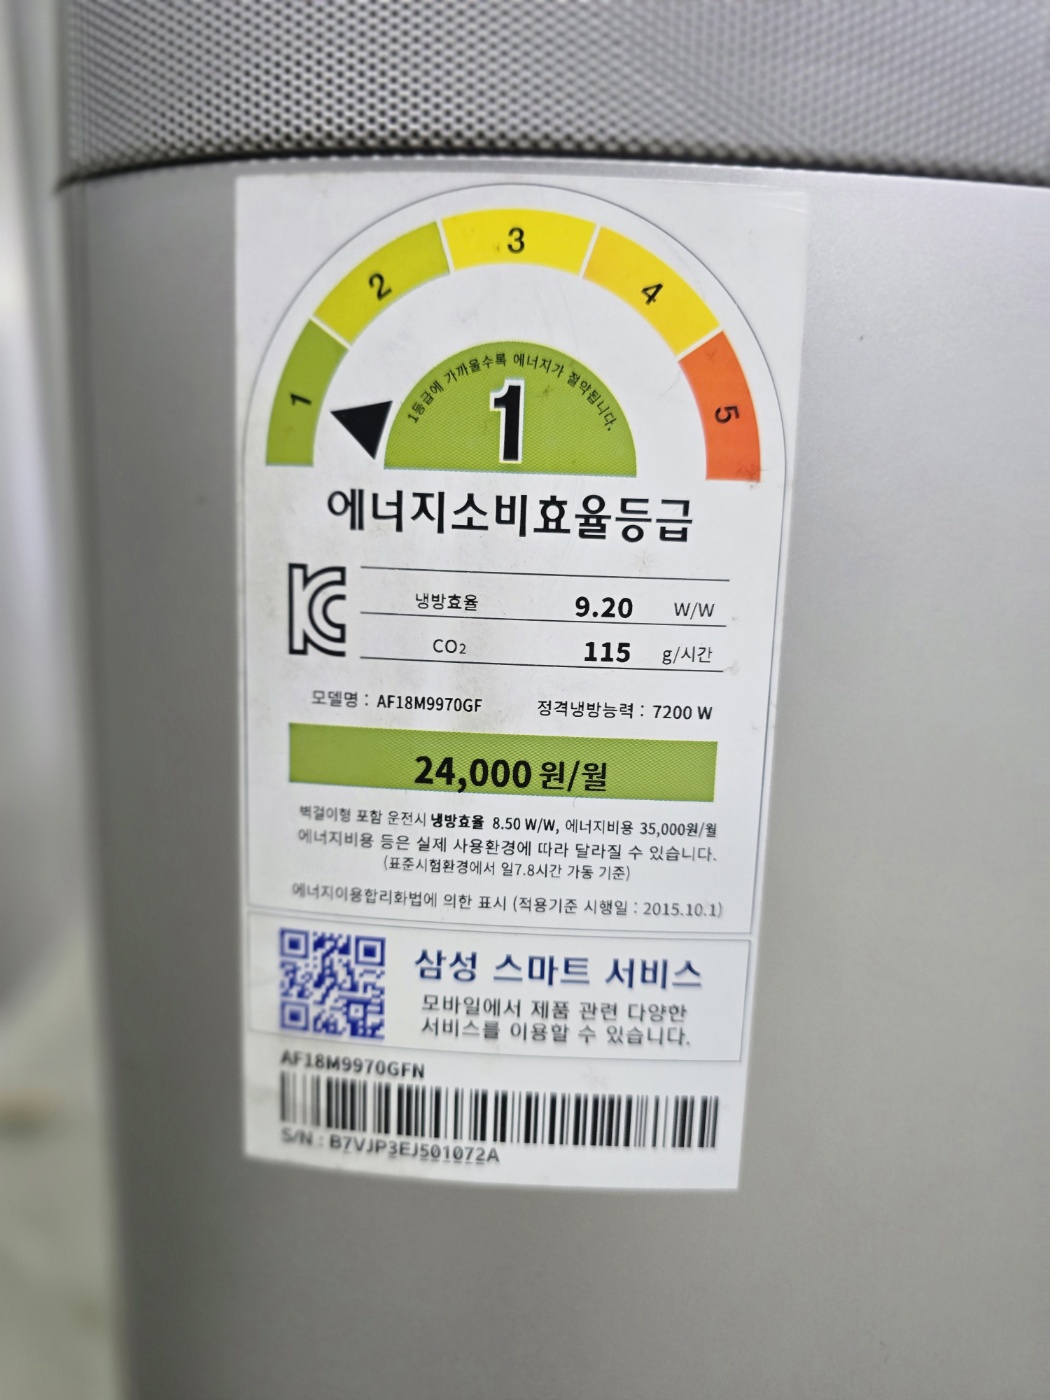 1
2
3
4
5
1등급에 가까울수록 에너지가 절약됩니다.
1
에너지소비효율등급
냉방효율 9.20 W/W
CO2 115 g/시간
모델명 : AF18M9970GF 정격냉방능력 : 7200 W
24,000 원/월
벽걸이형 포함 운전시 냉방효율 8.50 W/W, 에너지비용 35,000원/월
에너지비용 등은 실제 사용환경에 따라 달라질 수 있습니다.
(표준시험환경에서 일7.8시간 가동 기준)
에너지이용합리화법에 의한 표시 (적용기준 시행일 : 2015.10.1)
삼성 스마트 서비스
모바일에서 제품 관련 다양한
서비스를 이용할 수 있습니다.
AF18M9970GFN
S/N : B7VJP3EJ501072A